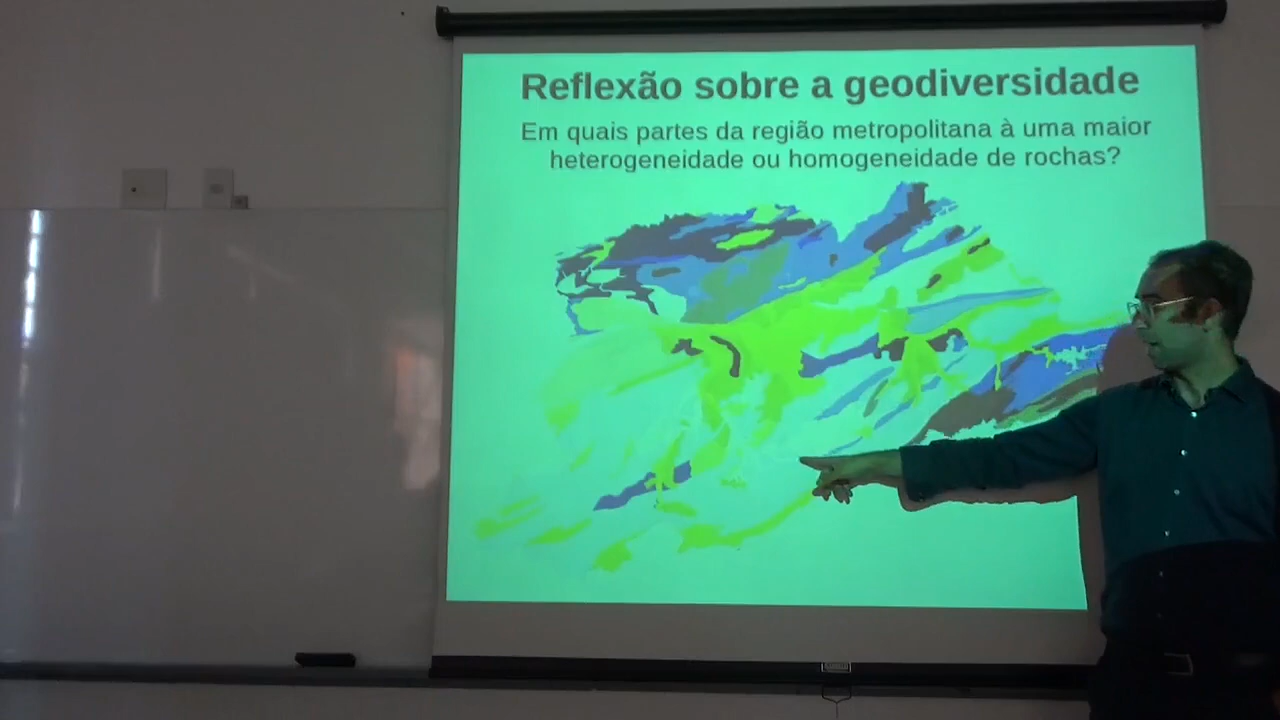 Reflexão sobre a geodiversidade
Em quais partes da região metropolitana à uma maior
heterogeneidade ou homogeneidade de rochas?